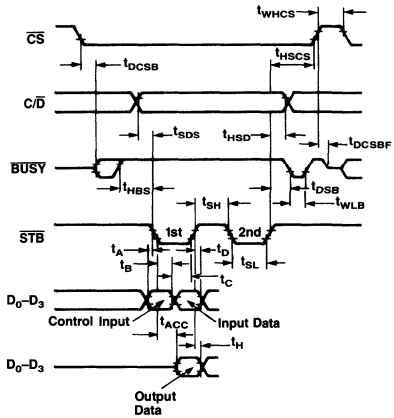 tWHCS
CS
tHSCS
tDCSB
C/D
tSDS
tHSD
tDCSBF
BUSY
tHBS
tSH
tDSB
tWLB
STB
1st
2nd
tA
tD
tSL
tB
tC
D0–D3
Control Input
tACC
Input Data
tH
D0–D3
Output
Data